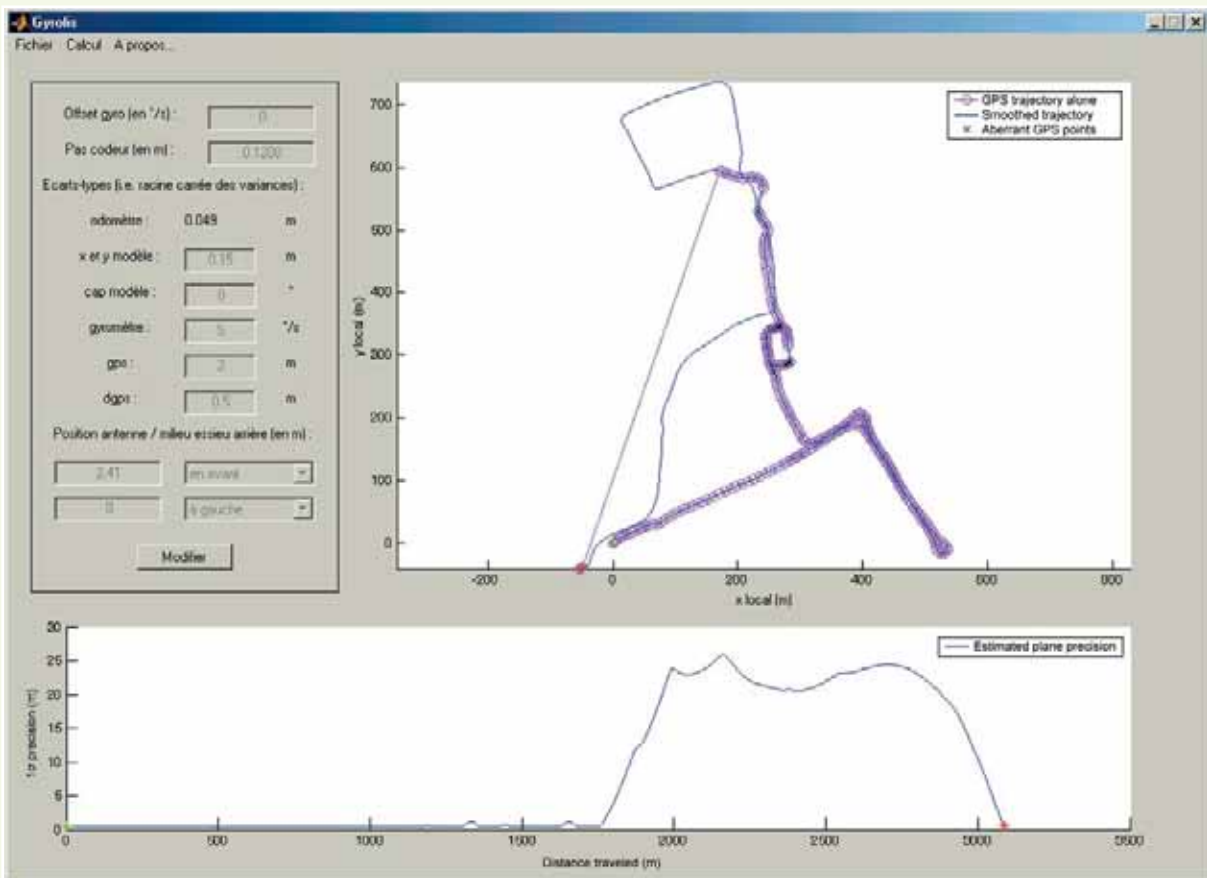 Gyrolis
Fichier Calcul A propos...
Offset gyro (en °/s) : 0
Pas codeur (en m) : 0.1200
Ecarts-types (i.e. racine carrée des variances) :
odomètre : 0.049 m
x et y modèle : 0.15 m
cap modèle : 0 °
gyromètre : 5 °/s
gps : 2 m
dgps : 0.5 m
Position antenne / milieu essieu arrière (en m) :
2.41 en avant
0 à gauche
Modifier
GPS trajectory alone
Smoothed trajectory
Aberrant GPS points
700
600
500
400
300
200
100
0
y local (m)
-200 0 200 400 600 800
x local (m)
30
25
20
15
10
5
0
1σ precision (m)
Estimated plane precision
0 500 1000 1500 2000 2500 3000 3500
Distance traveled (m)